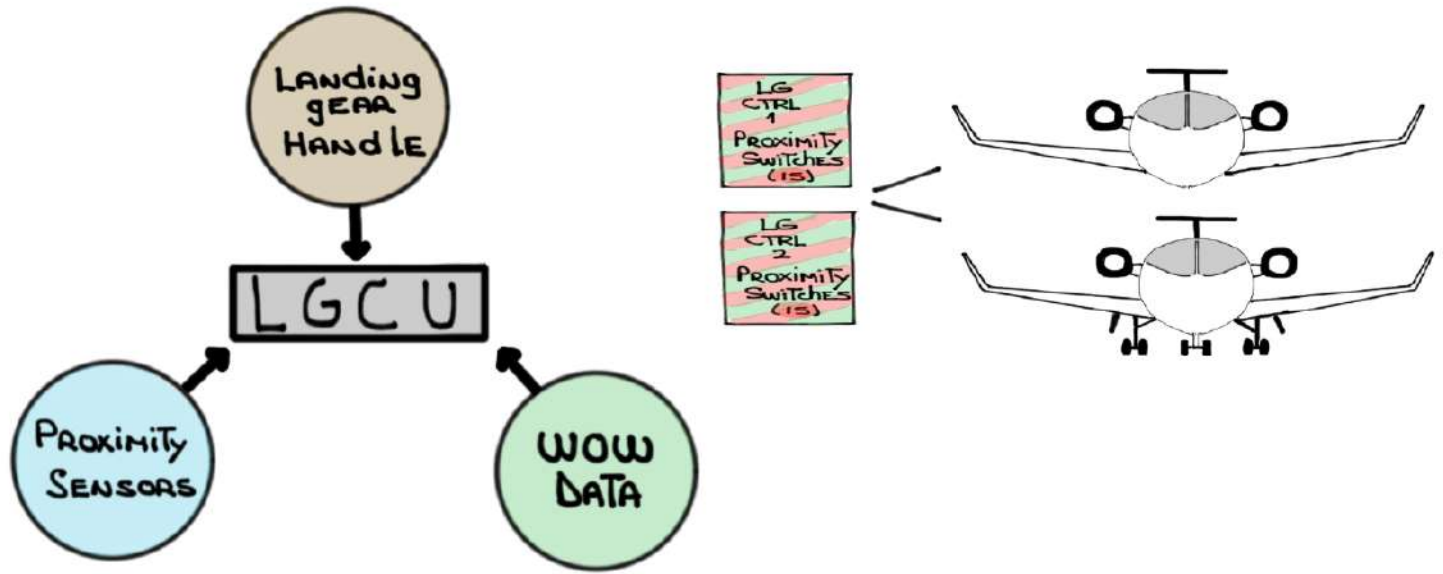 LANdiNg
gEAR
HANdlE
LGCU
PROXiMiTy
SENSORS
WOW
DATA
LG
CTRL
1
PROXiMiTy
SwiTchES
(15)
LG
CTRL
2
PROXiMiTy
SwiTchES
(15)